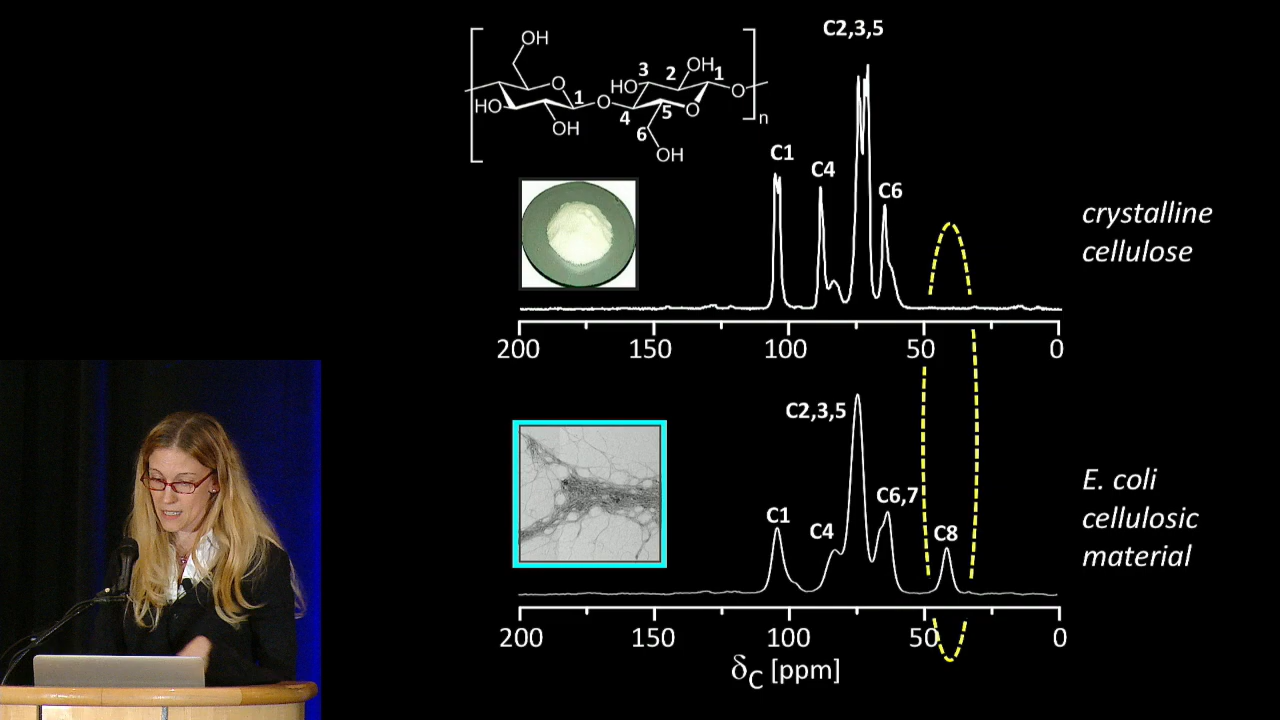 C2,3,5
OH
3
2
OH
1
HO
O
1
O
O
HO
4
5
O
n
OH
6
OH
C1
C4
C6
crystalline
cellulose
200
150
100
50
0
C2,3,5
C6,7
C1
C4
C8
E. coli
cellulosic
material
200
150
100
50
0
δC [ppm]